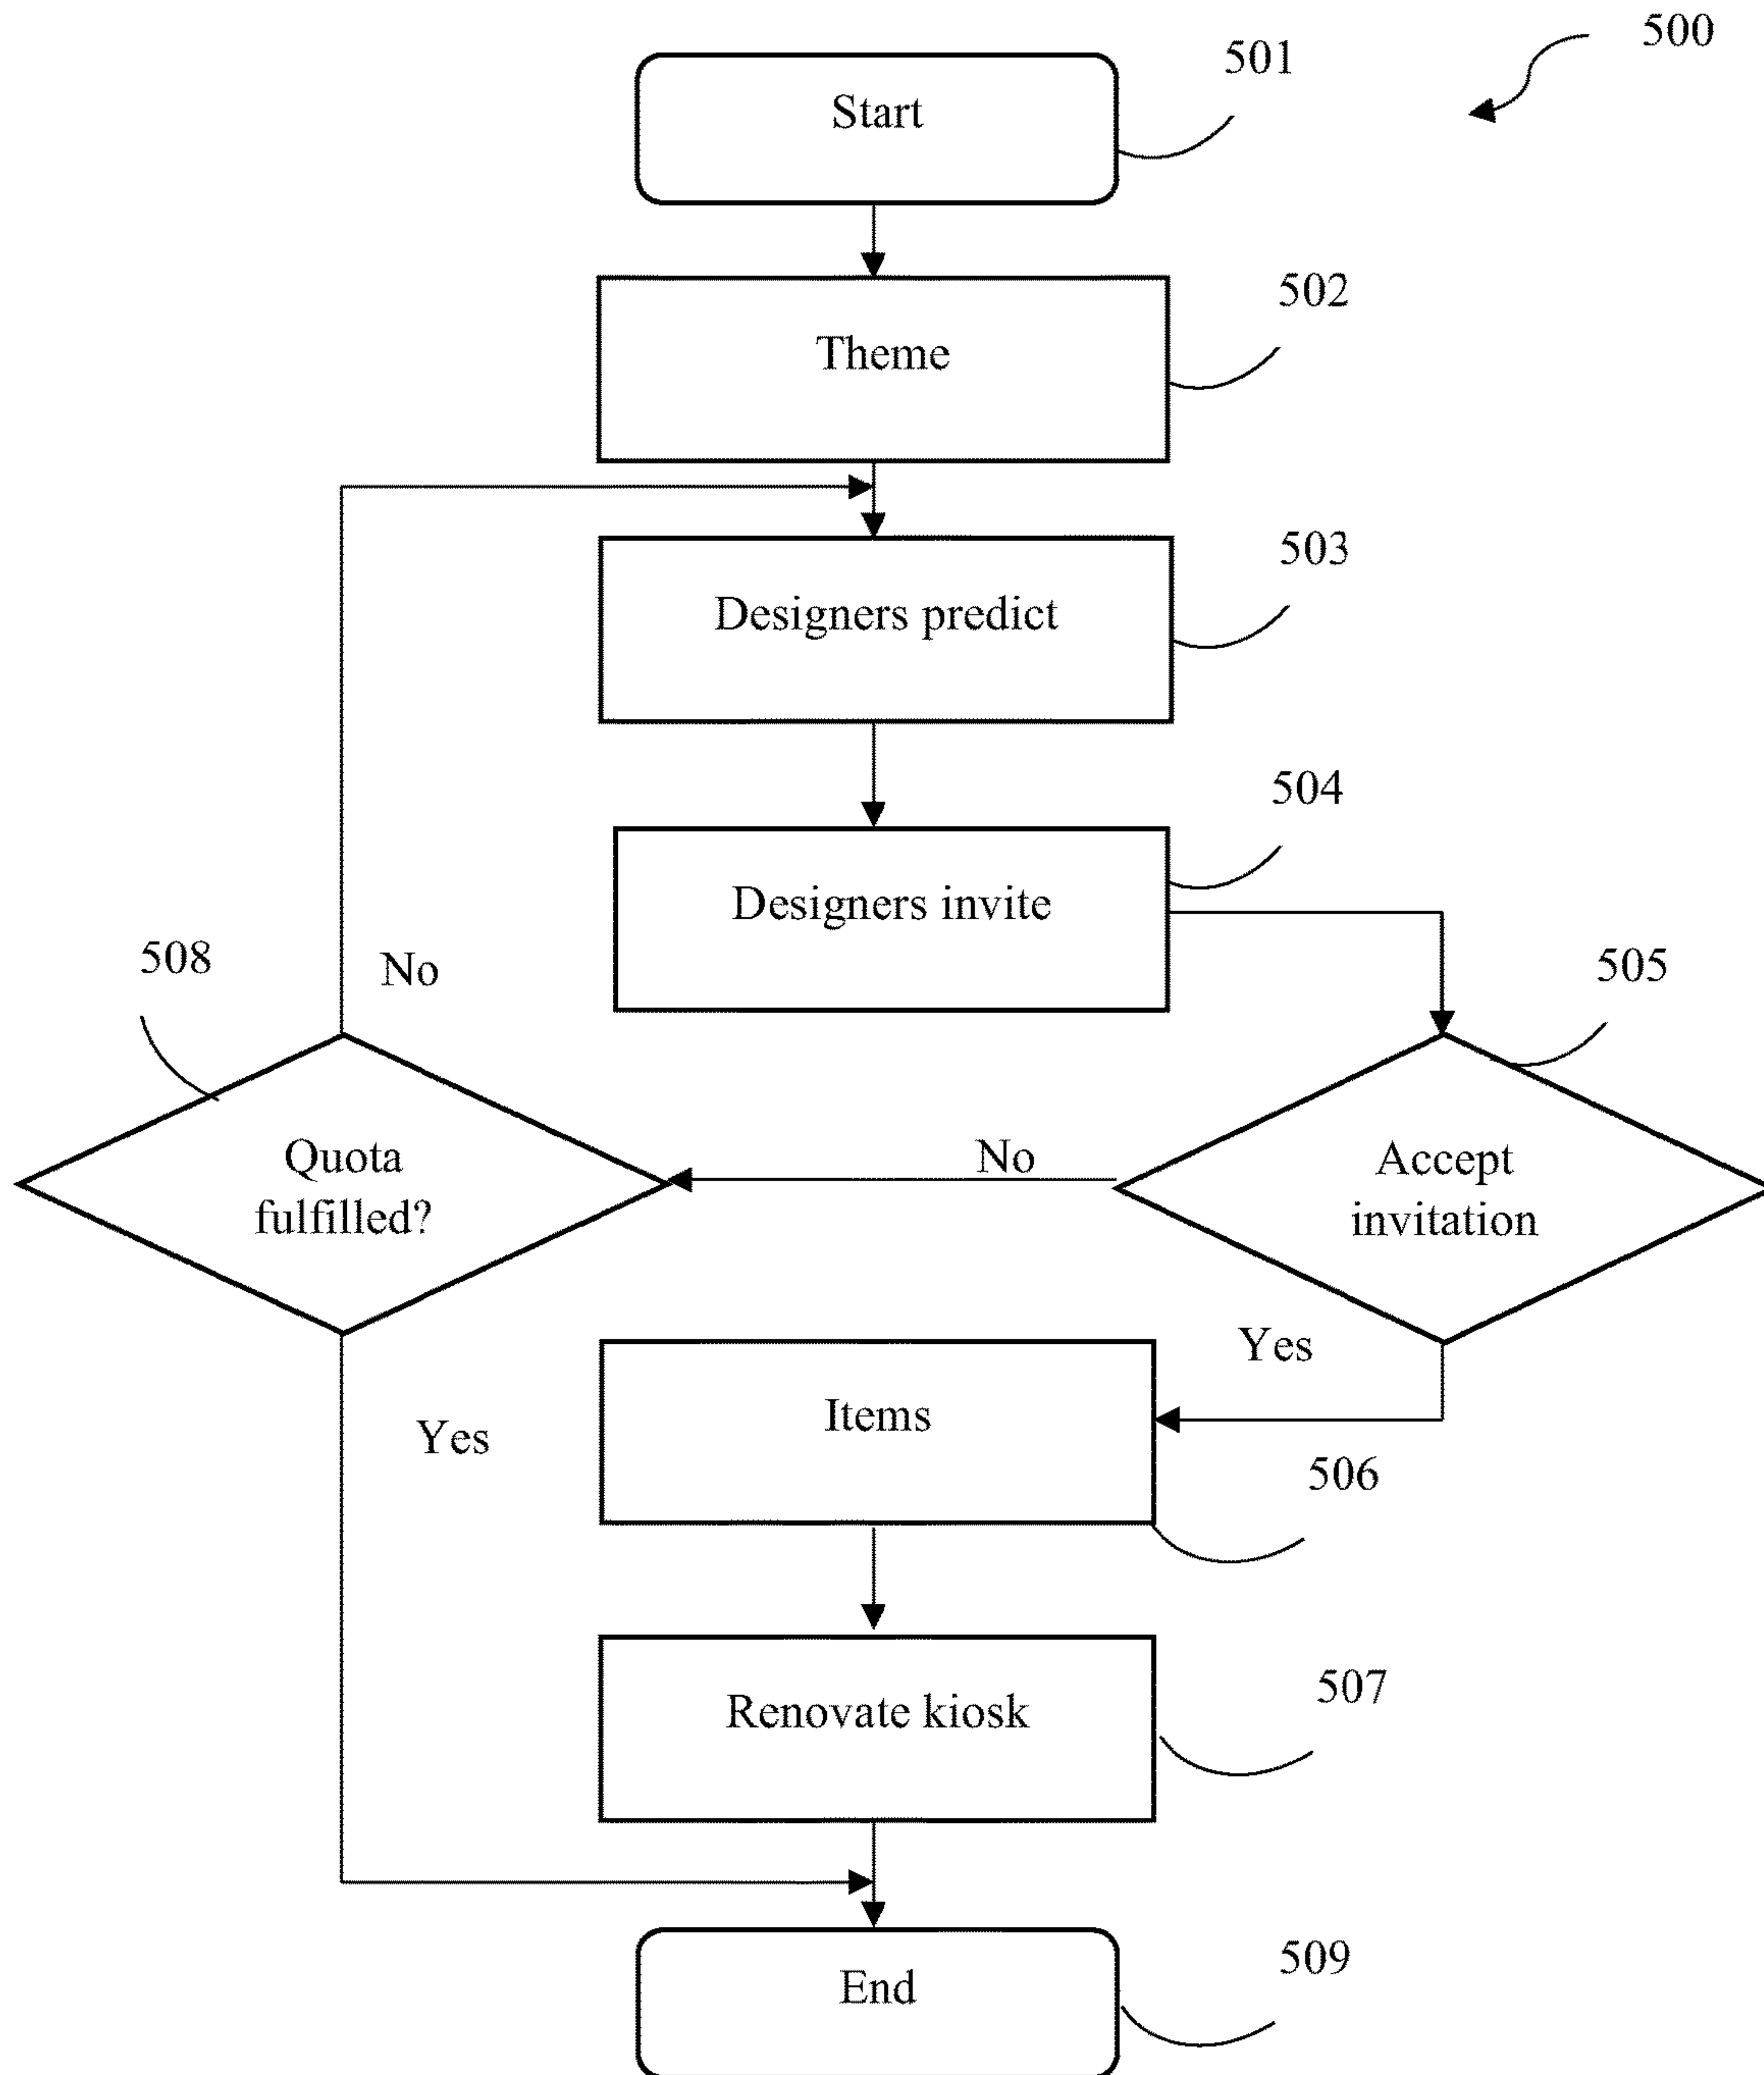 500
501
Start
502
Theme
503
Designers predict
504
Designers invite
508
No
505
Quota
fulfilled?
No
Accept
invitation
Yes
Items
Yes
506
507
Renovate kiosk
509
End